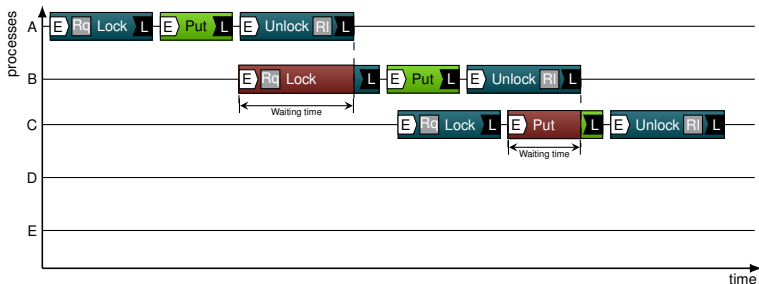 processes
A E Rq Lock L E Put L E Unlock Rl L
B E Rq Lock L E Put L E Unlock Rl L
Waiting time
C E Rq Lock L E Put L E Unlock Rl L
Waiting time
D
E
time